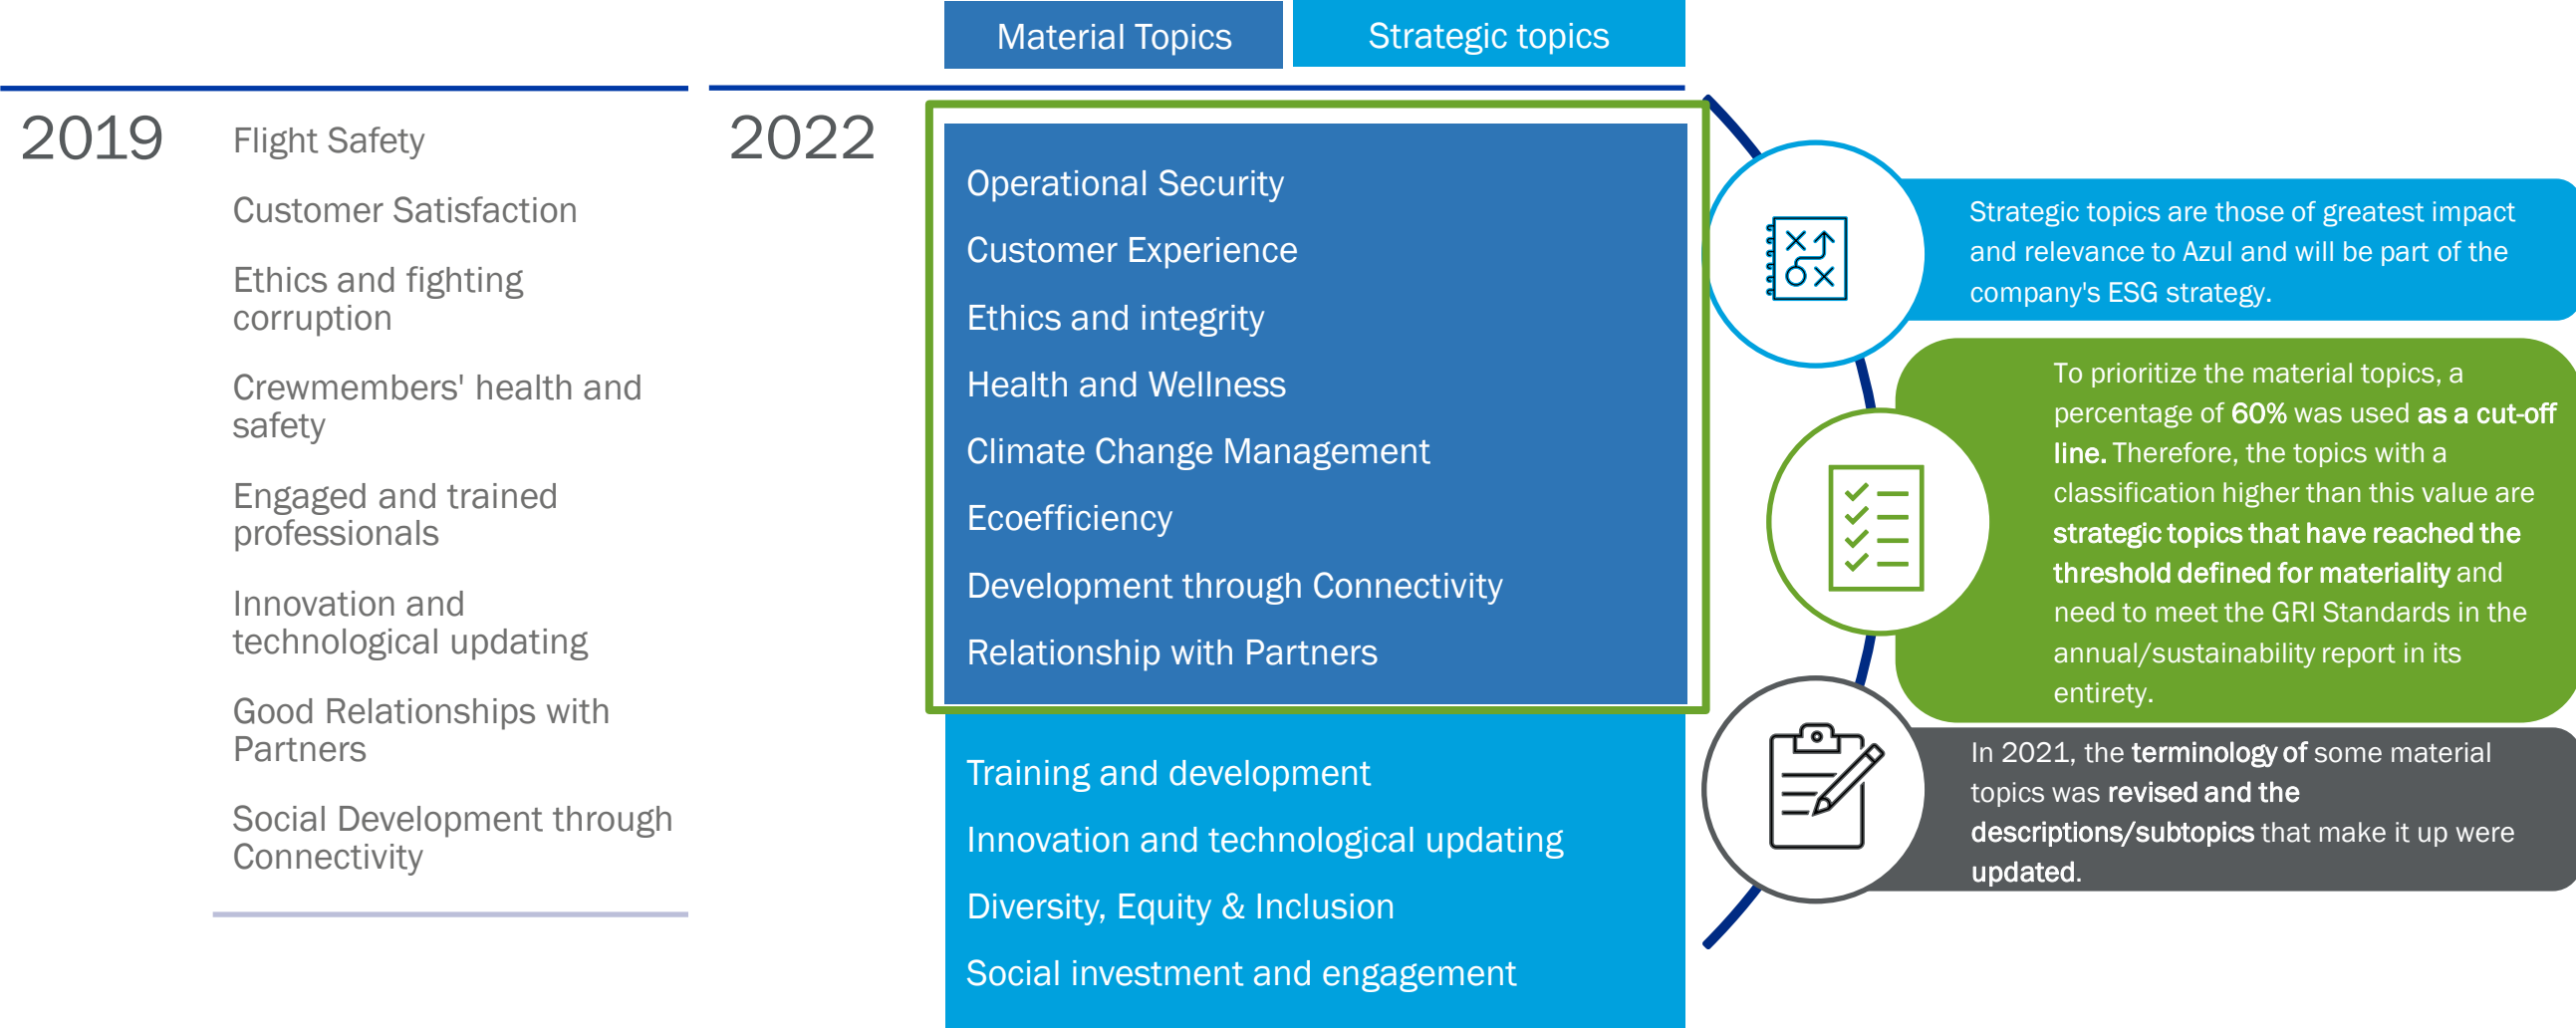 Material Topics
Strategic topics
2019
Flight Safety
Customer Satisfaction
Ethics and fighting
corruption
Crewmembers' health and
safety
Engaged and trained
professionals
Innovation and
technological updating
Good Relationships with
Partners
Social Development through
Connectivity
2022
Operational Security
Customer Experience
Ethics and integrity
Health and Wellness
Climate Change Management
Ecoefficiency
Development through Connectivity
Relationship with Partners
Training and development
Innovation and technological updating
Diversity, Equity & Inclusion
Social investment and engagement
Strategic topics are those of greatest impact
and relevance to Azul and will be part of the
company's ESG strategy.
To prioritize the material topics, a
percentage of 60% was used as a cut-off
line. Therefore, the topics with a
classification higher than this value are
strategic topics that have reached the
threshold defined for materiality and
need to meet the GRI Standards in the
annual/sustainability report in its
entirety.
In 2021, the terminology of some material
topics was revised and the
descriptions/subtopics that make it up were
updated.